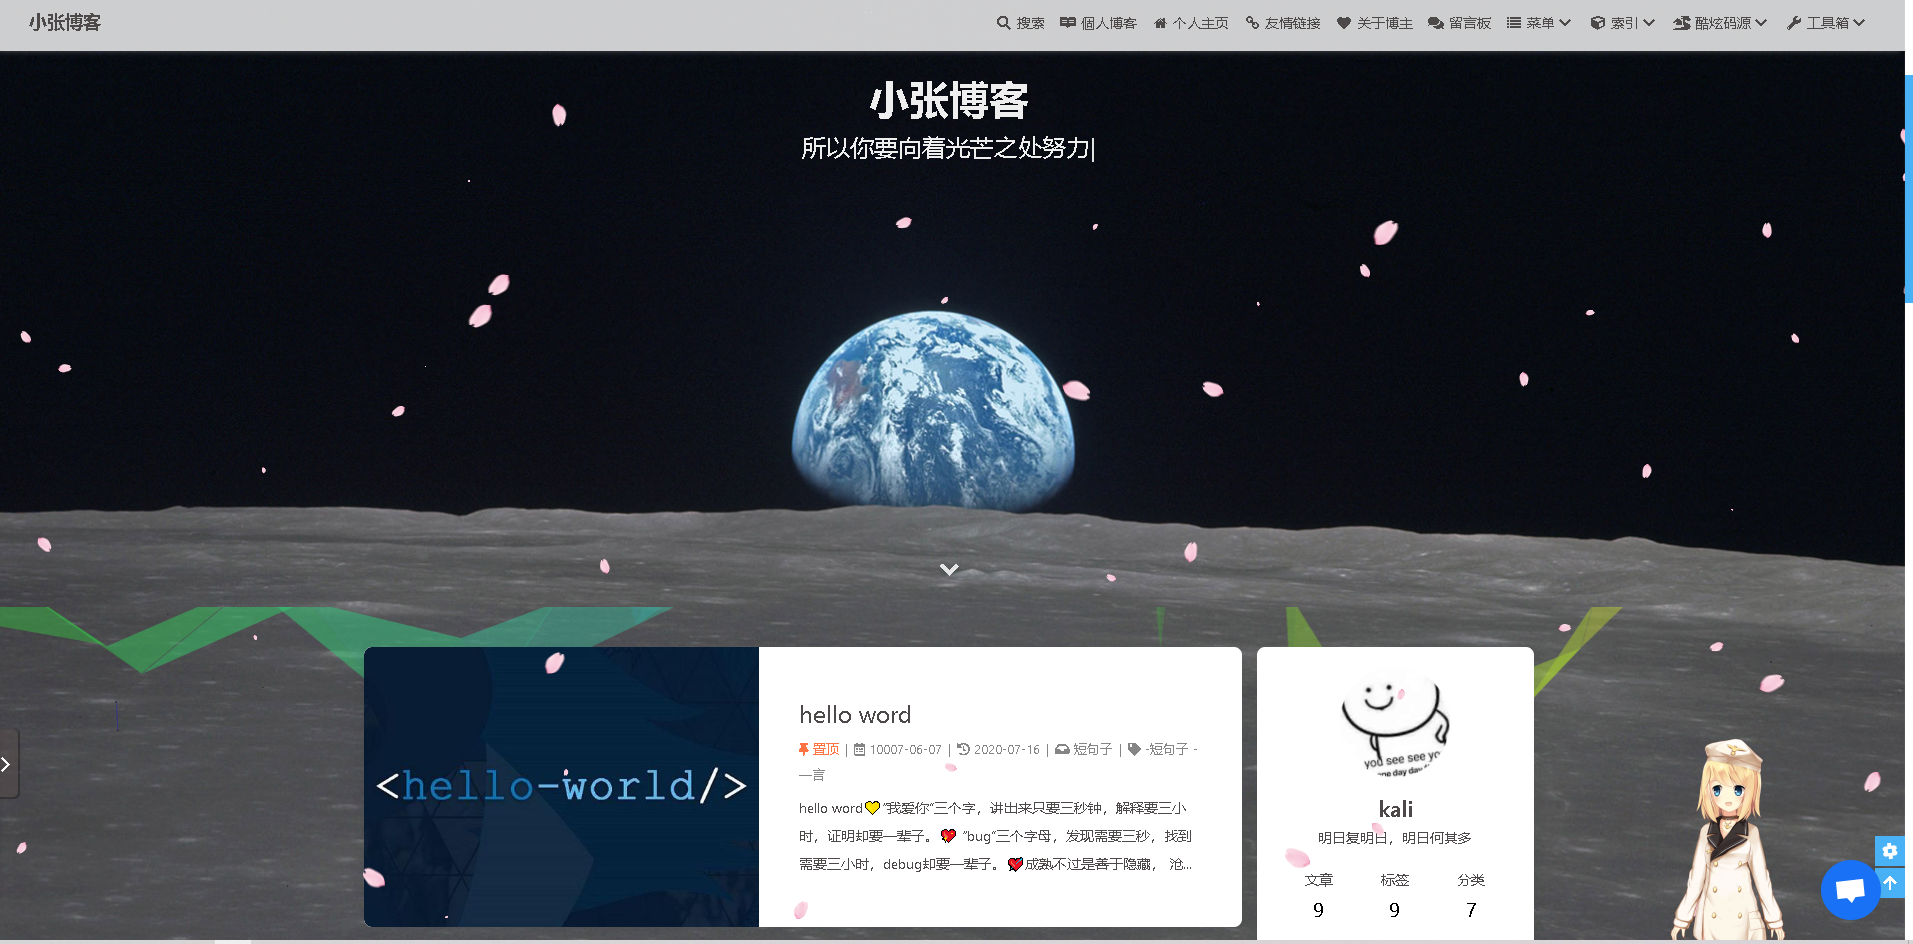 小张博客
搜索 個人博客 个人主页 友情链接 关于博主 留言板 菜单 索引 酷炫码源 工具箱
小张博客
所以你要向着光芒之处努力|
<hello-world/>
hello word
置顶 | 10007-06-07 | 2020-07-16 | 短句子 | -短句子 -
一言
hello word💛“我爱你”三个字，讲出来只要三秒钟，解释要三小
时，证明却要一辈子。💖 “bug”三个字母，发现需要三秒，找到
需要三小时，debug却要一辈子。💘成熟不过是善于隐藏， 沧...
you see see you
one day day
kali
明日复明日，明日何其多
文章 标签 分类
9 9 7